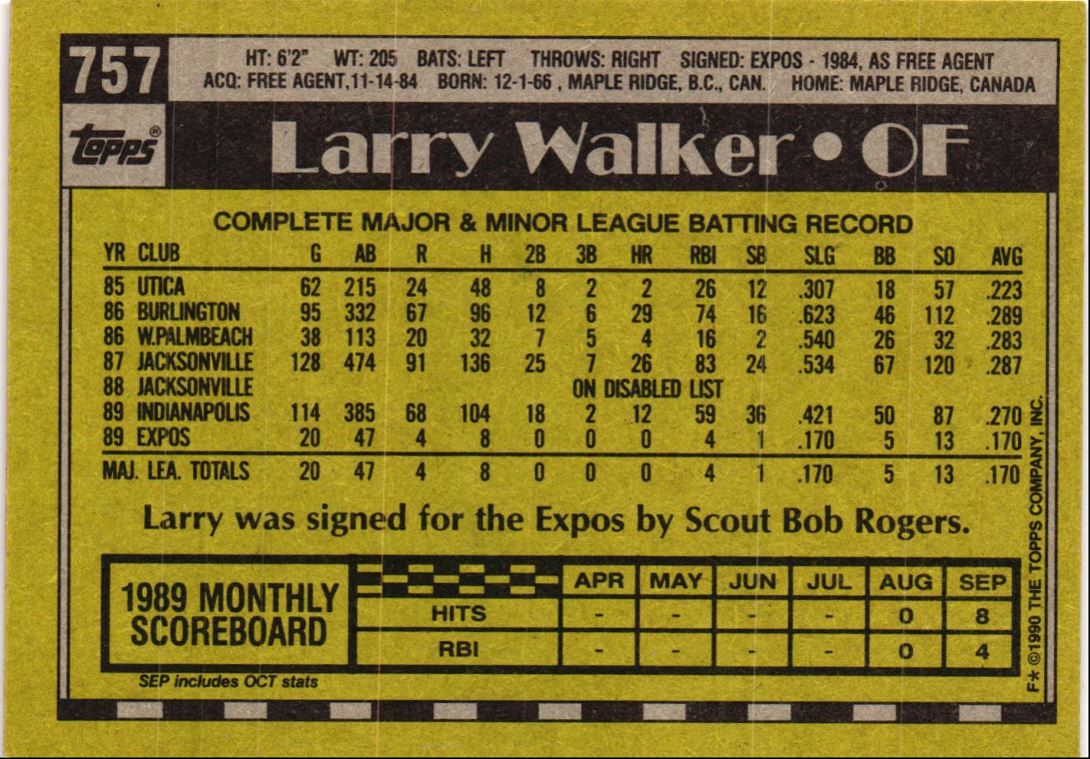 757
HT: 6'2" WT: 205 BATS: LEFT THROWS: RIGHT SIGNED: EXPOS - 1984, AS FREE AGENT
ACQ: FREE AGENT,11-14-84 BORN: 12-1-66 , MAPLE RIDGE, B.C., CAN. HOME: MAPLE RIDGE, CANADA
TOPPS®
Larry Walker • OF
COMPLETE MAJOR & MINOR LEAGUE BATTING RECORD
YR CLUB G AB R H 2B 3B HR RBI SB SLG BB SO AVG
85 UTICA 62 215 24 48 8 2 2 26 12 .307 18 57 .223
86 BURLINGTON 95 332 67 96 12 6 29 74 16 .623 46 112 .289
86 W.PALMBEACH 38 113 20 32 7 5 4 16 2 .540 26 32 .283
87 JACKSONVILLE 128 474 91 136 25 7 26 83 24 .534 67 120 .287
88 JACKSONVILLE ON DISABLED LIST
89 INDIANAPOLIS 114 385 68 104 18 2 12 59 36 .421 50 87 .270
89 EXPOS 20 47 4 8 0 0 0 4 1 .170 5 13 .170
MAJ. LEA. TOTALS 20 47 4 8 0 0 0 4 1 .170 5 13 .170
Larry was signed for the Expos by Scout Bob Rogers.
1989 MONTHLY
SCOREBOARD
APR MAY JUN JUL AUG SEP
HITS - - - - 0 8
RBI - - - - 0 4
SEP includes OCT stats
F* ©1990 THE TOPPS COMPANY, INC.